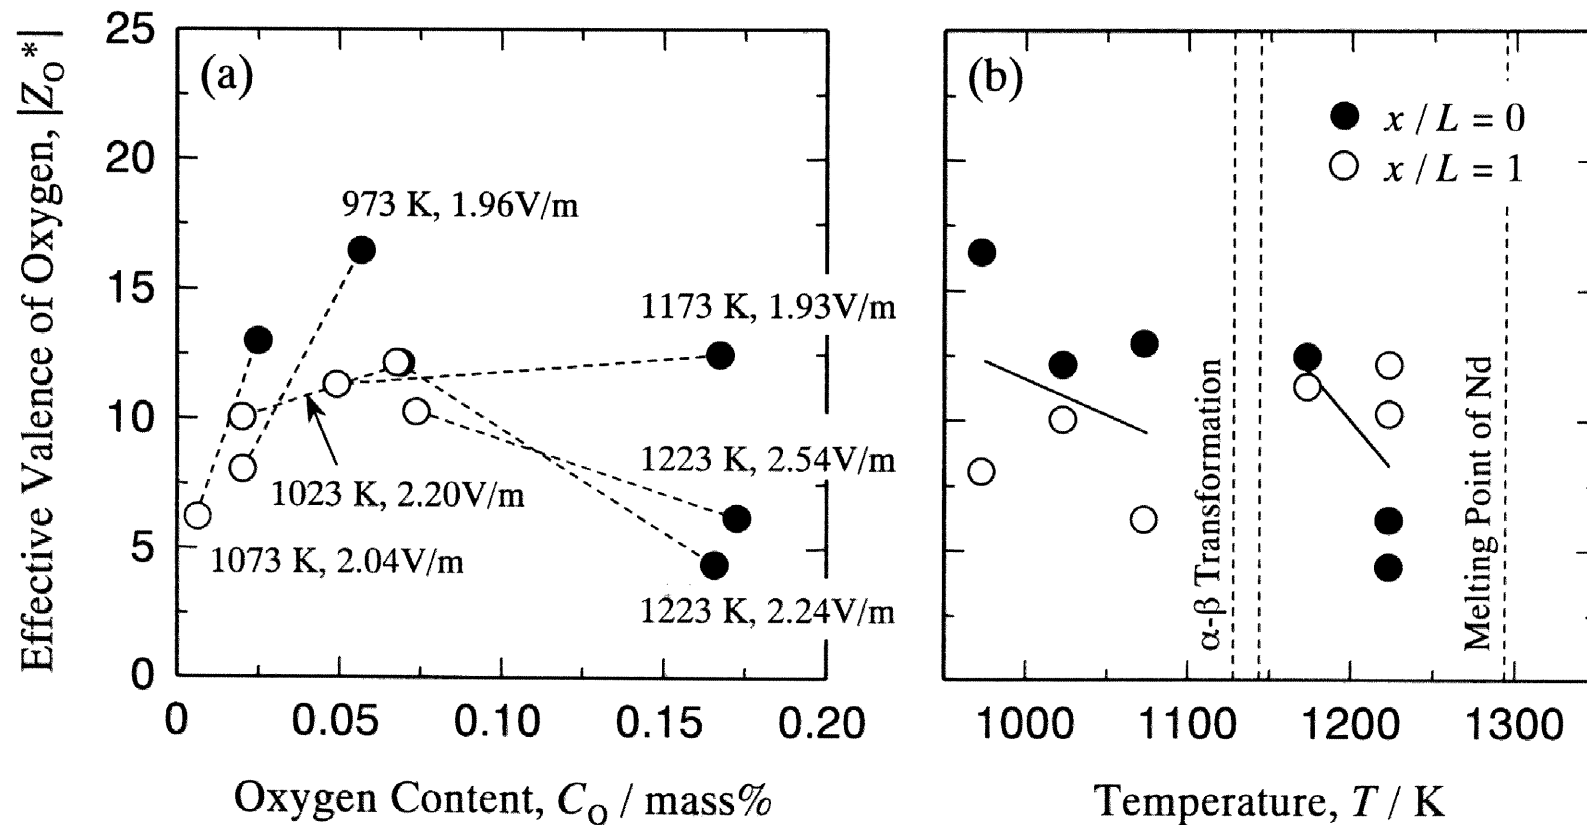 Effective Valence of Oxygen, |Z_O*|
25
20
15
10
5
0
(a)
973 K, 1.96V/m
1173 K, 1.93V/m
1223 K, 2.54V/m
1023 K, 2.20V/m
1073 K, 2.04V/m
1223 K, 2.24V/m
0 0.05 0.10 0.15 0.20
Oxygen Content, C_O / mass%
(b)
x / L = 0
x / L = 1
α-β Transformation
Melting Point of Nd
1000 1100 1200 1300
Temperature, T / K